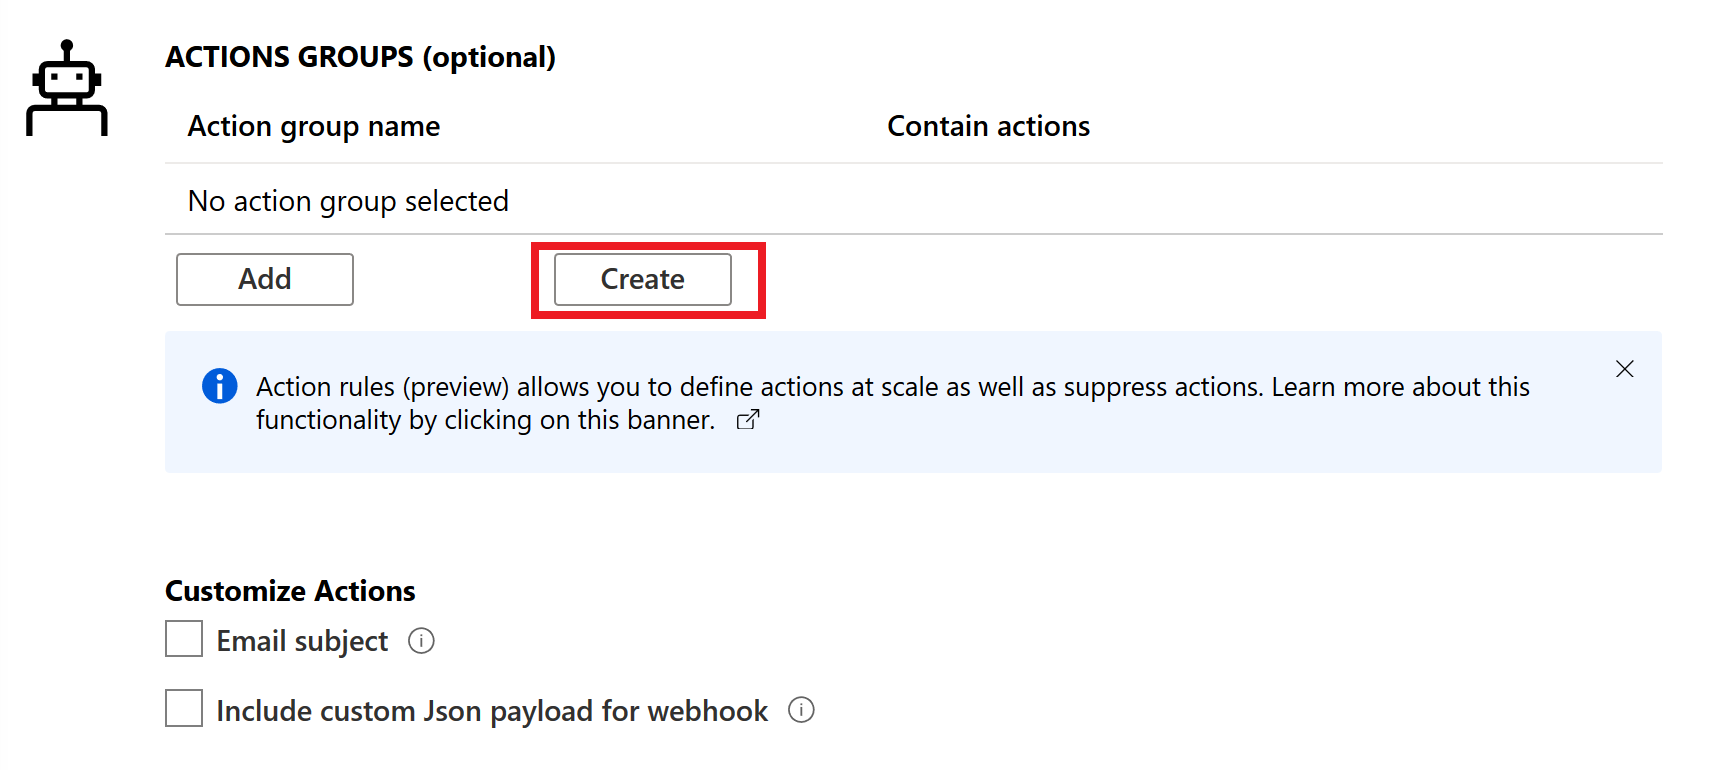 ACTIONS GROUPS (optional)
Action group name Contain actions
No action group selected
Add Create
Action rules (preview) allows you to define actions at scale as well as suppress actions. Learn more about this
functionality by clicking on this banner.
Customize Actions
Email subject
Include custom Json payload for webhook